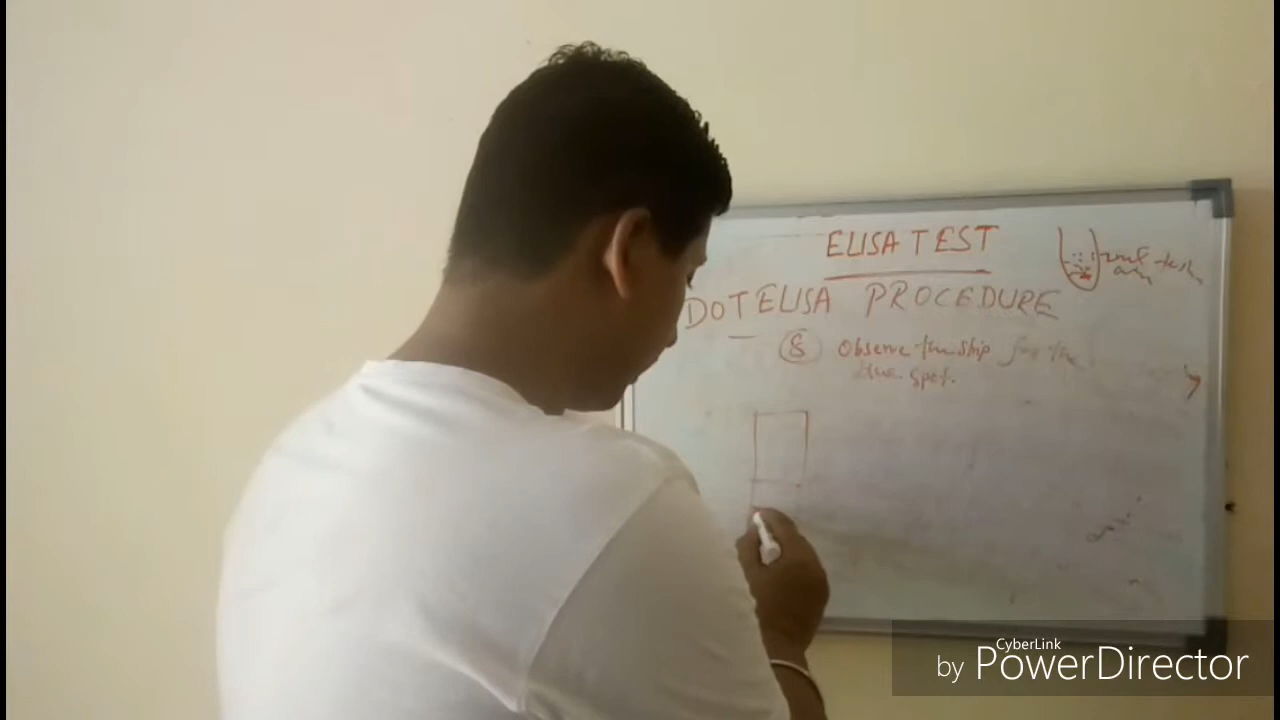 ELISA TEST
DOT ELISA PROCEDURE
8 Observe the strip for the
blue spot.
CyberLink
by PowerDirector